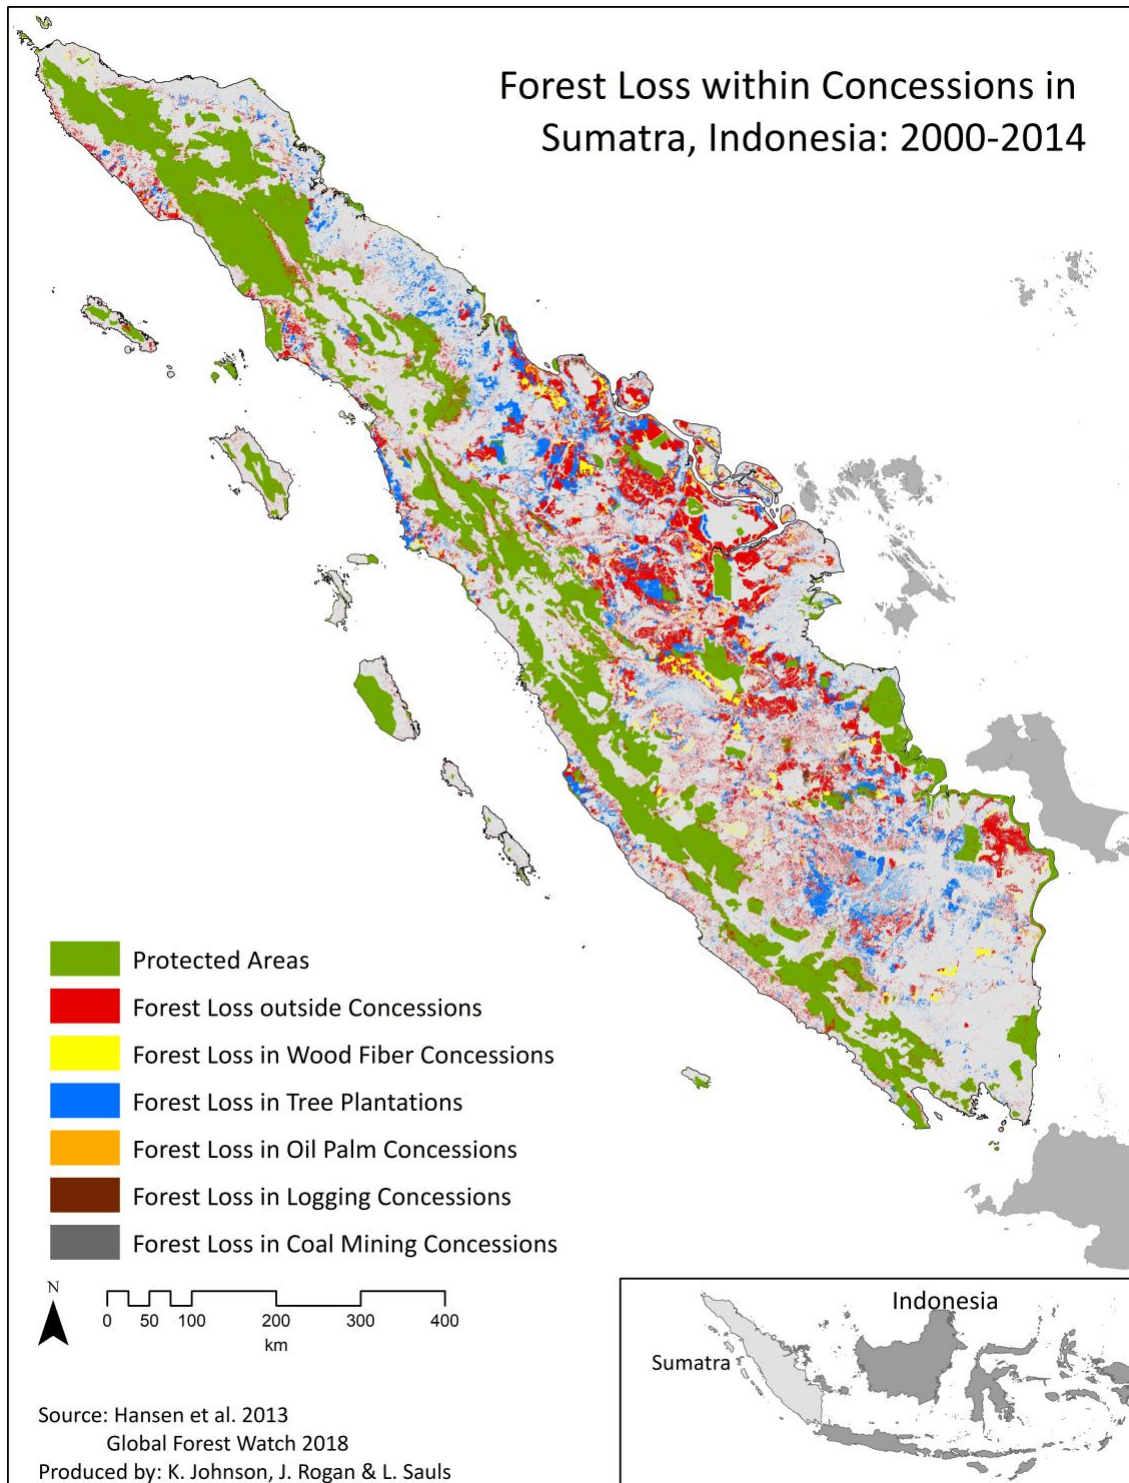 Forest Loss within Concessions in
Sumatra, Indonesia: 2000-2014
Protected Areas
Forest Loss outside Concessions
Forest Loss in Wood Fiber Concessions
Forest Loss in Tree Plantations
Forest Loss in Oil Palm Concessions
Forest Loss in Logging Concessions
Forest Loss in Coal Mining Concessions
N
0 50 100 200 300 400
km
Indonesia
Sumatra
Source: Hansen et al. 2013
Global Forest Watch 2018
Produced by: K. Johnson, J. Rogan & L. Sauls